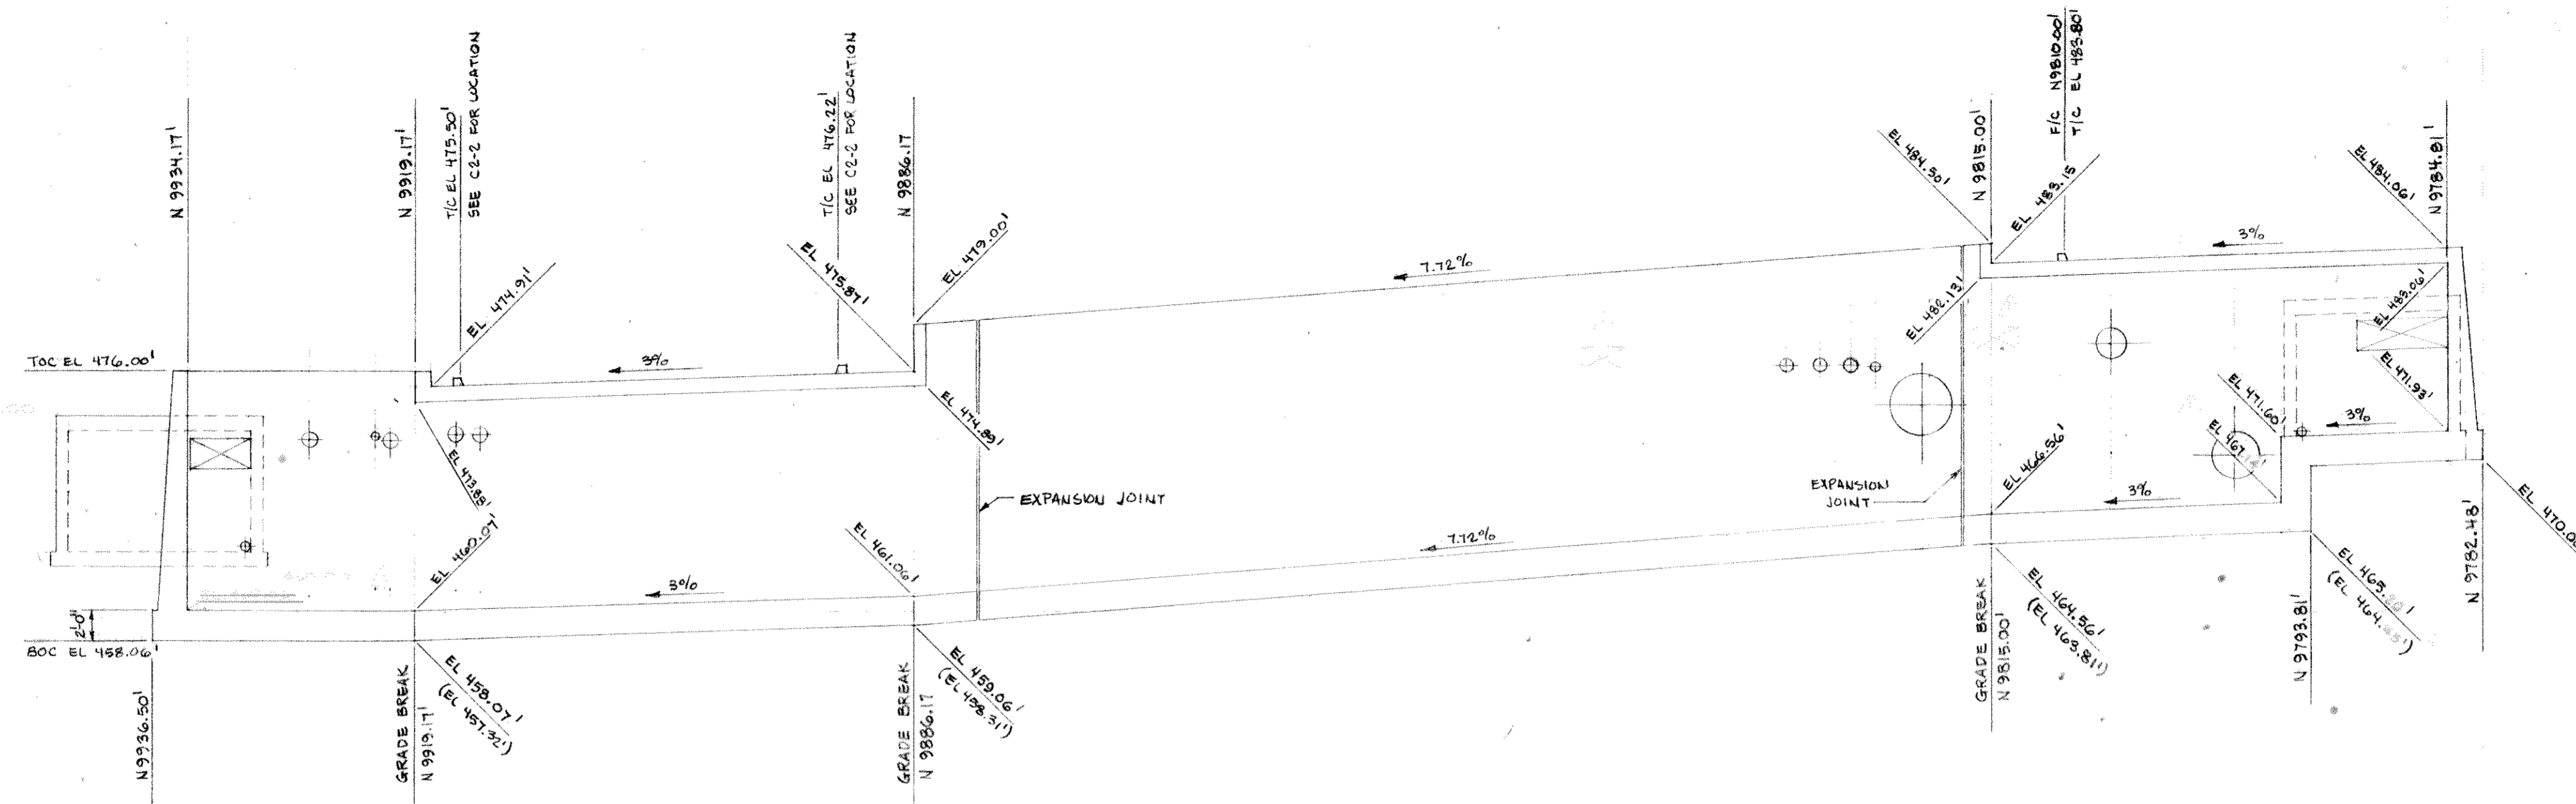 N 9934.17'
N 9919.17'
T/C EL 475.50'
SEE C2-2 FOR LOCATION
T/C EL 476.22'
SEE C2-2 FOR LOCATION
N 9886.17
EL 484.50'
N 9815.00'
EL 483.15
F/C N9810.00'
T/C EL 483.80'
EL 484.06'
N 9784.81'
EL 474.91'
EL 475.87'
EL 479.00'
7.72%
3%
TOC EL 476.00'
3%
EL 482.13'
EL 483.06'
EL 471.93'
EL 471.60'
3%
EL 474.89'
EL 473.88'
EL 460.07'
EXPANSION JOINT
EXPANSION
JOINT
EL 466.56'
3%
EL 461.06'
7.72%
3%
2'-0"
BOC EL 458.06'
EL 470.00
N9936.50'
GRADE BREAK
N 9919.17'
EL 458.07'
(EL 457.32')
GRADE BREAK
N 9886.17
EL 459.06'
(EL 458.31')
GRADE BREAK
N 9815.00'
EL 464.56'
(EL 463.81')
N 9793.81'
N 9782.43'